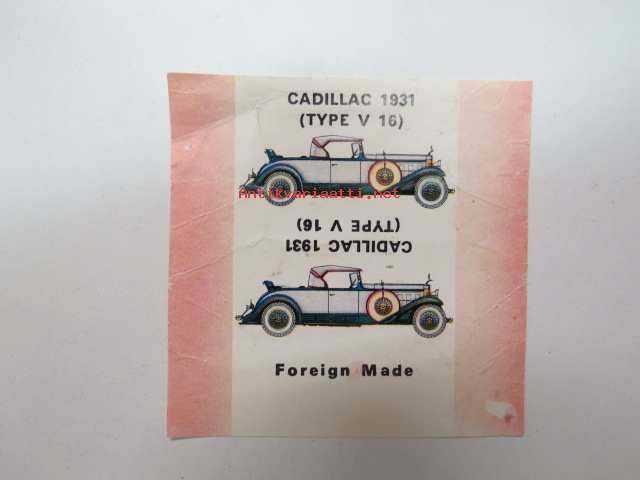 CADILLAC 1931
(TYPE V 16)
Antikvariaatti.net
CADILLAC 1931
(TYPE V 16)
Foreign Made